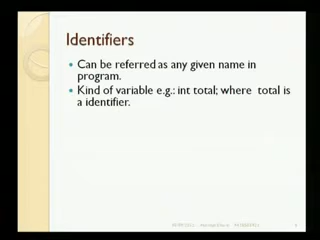 Identifiers
Can be referred as any given name in
program.
Kind of variable e.g.: int total; where total is
a identifier.